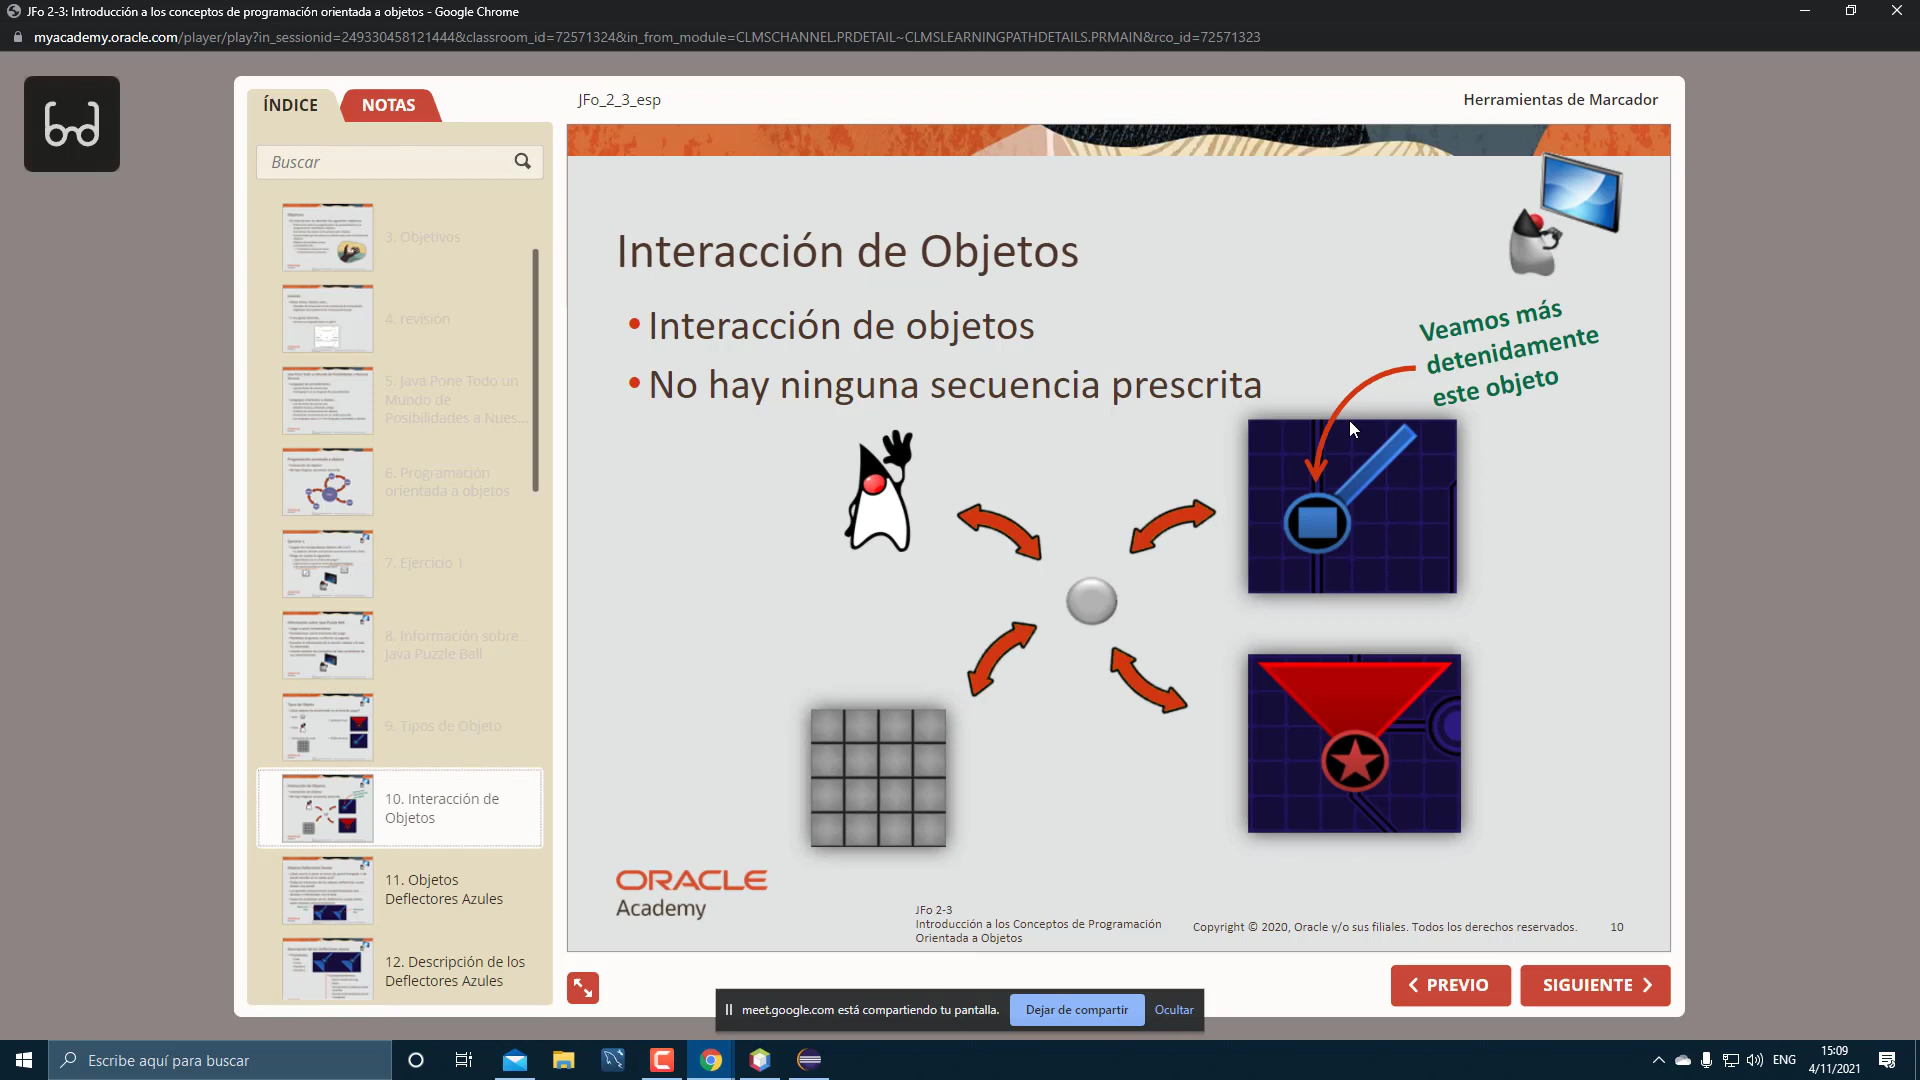 JFo 2-3: Introducción a los conceptos de programación orientada a objetos - Google Chrome
myacademy.oracle.com/player/play?in_sessionid=249330458121444&classroom_id=72571324&in_from_module=CLMSCHANNEL.PRDETAIL~CLMSLEARNINGPATHDETAILS.PRMAIN&rco_id=72571323
ÍNDICE
NOTAS
JFo_2_3_esp
Herramientas de Marcador
Buscar
3. Objetivos
4. revisión
5. Java Pone Todo un
Mundo de
Posibilidades a Nues...
6. Programación
orientada a objetos
7. Ejercicio 1
8. Información sobre
Java Puzzle Ball
9. Tipos de Objeto
10. Interacción de
Objetos
11. Objetos
Deflectores Azules
12. Descripción de los
Deflectores Azules
Interacción de Objetos
• Interacción de objetos
• No hay ninguna secuencia prescrita
Veamos más
detenidamente
este objeto
ORACLE
Academy
JFo 2-3
Introducción a los Conceptos de Programación
Orientada a Objetos
Copyright © 2020, Oracle y/o sus filiales. Todos los derechos reservados.
10
PREVIO
SIGUIENTE
meet.google.com está compartiendo tu pantalla.
Dejar de compartir
Ocultar
Escribe aquí para buscar
ENG
15:09
4/11/2021